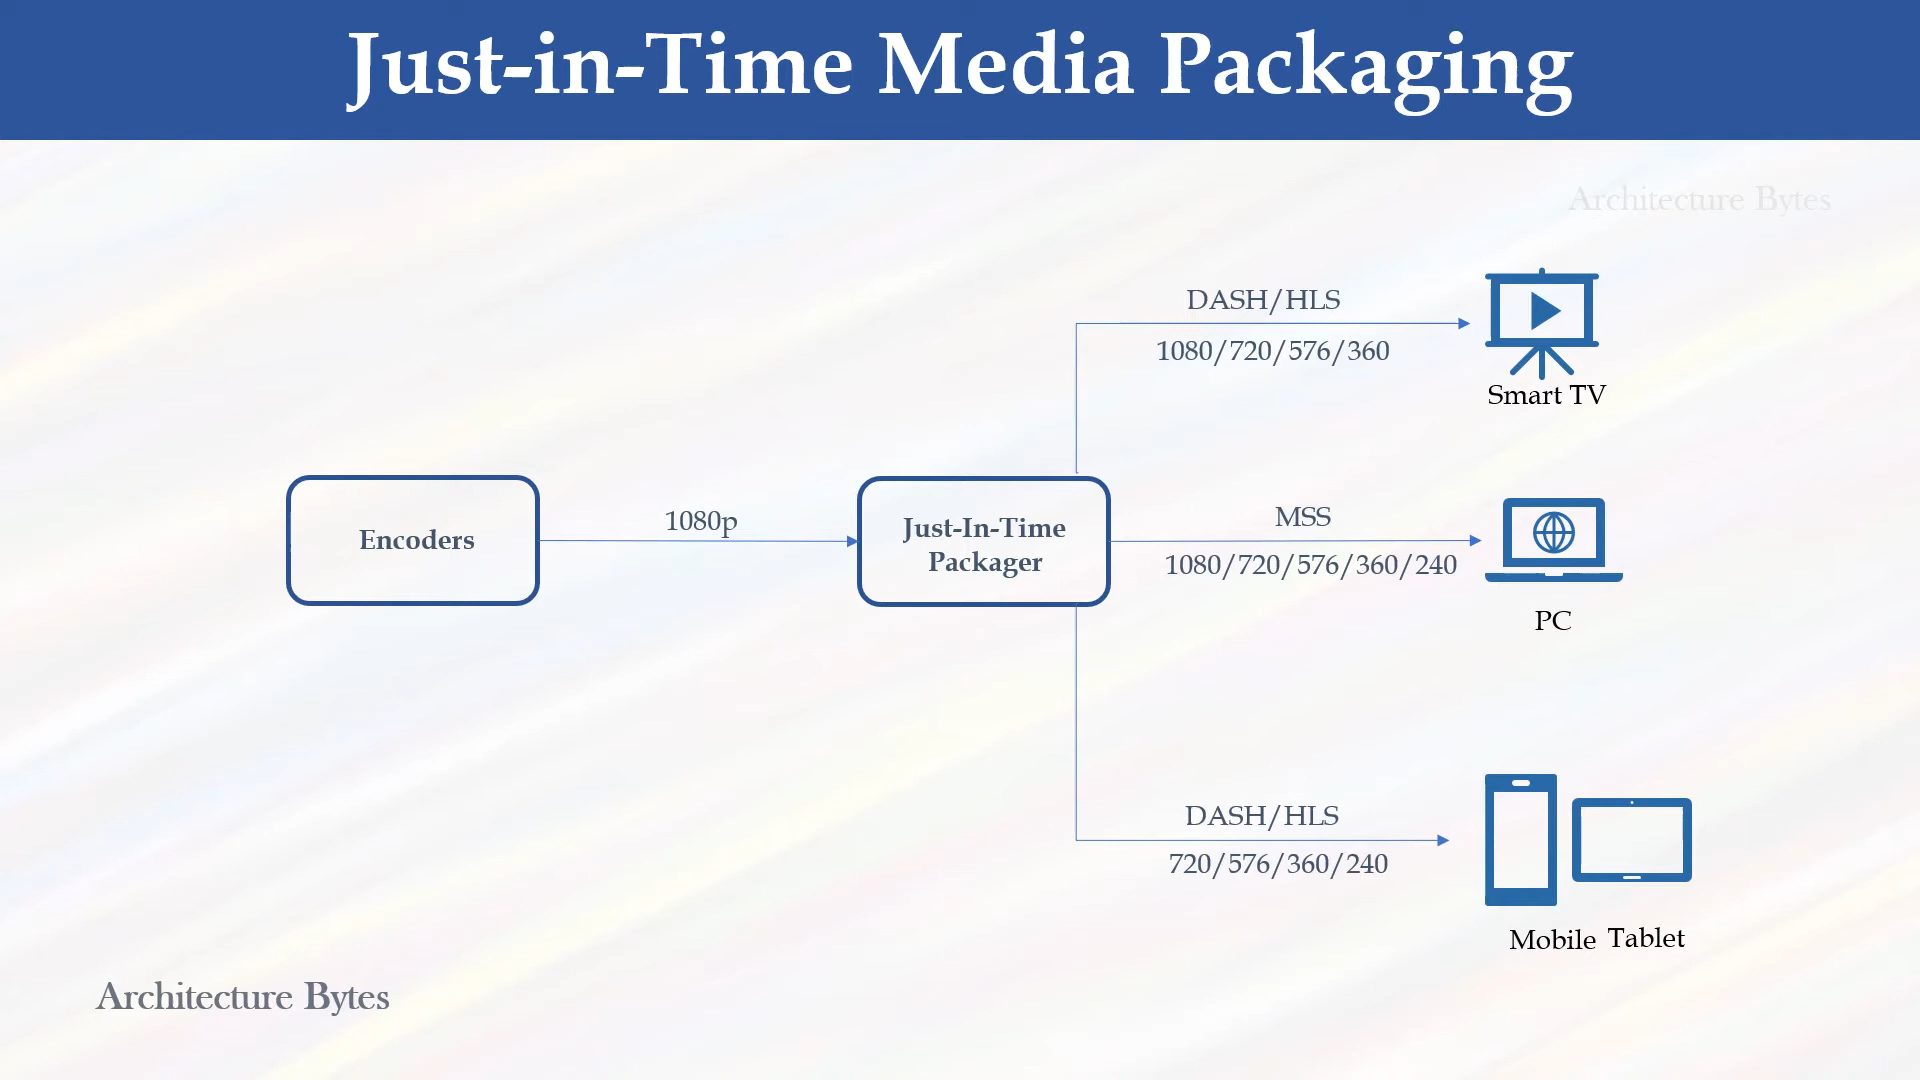 Just-in-Time Media Packaging
Architecture Bytes
DASH/HLS
1080/720/576/360
Smart TV
Encoders
1080p
Just-In-Time
Packager
MSS
1080/720/576/360/240
PC
DASH/HLS
720/576/360/240
Mobile Tablet
Architecture Bytes